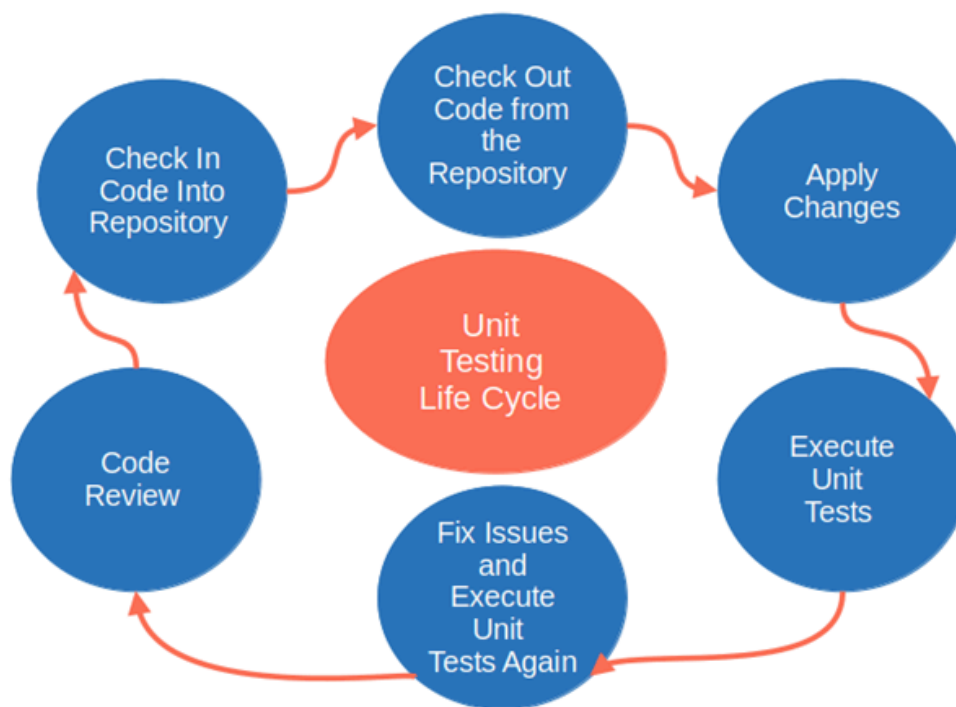 Check Out
Code from
the
Repository
Apply
Changes
Execute
Unit
Tests
Fix Issues
and
Execute
Unit
Tests Again
Code
Review
Check In
Code Into
Repository
Unit
Testing
Life Cycle